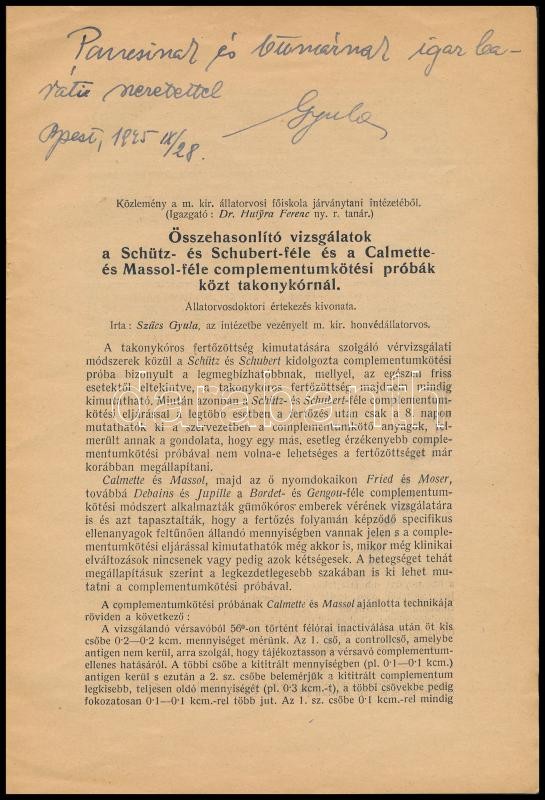 és igaz ba-
ráti szeretettel
Bpest, 1945 IX/28. Gyula
Közlemény a m. kir. állatorvosi főiskola járványtani intézetéből.
(Igazgató: Dr. Hutÿra Ferenc ny. r. tanár.)
Összehasonlító vizsgálatok
a Schütz- és Schubert-féle és a Calmette-
és Massol-féle complementumkötési próbák
közt takonykórnál.
Állatorvosdoktori értekezés kivonata.
Írta: Szűcs Gyula, az intézetbe vezényelt m. kir. honvédállatorvos.
A takonykóros fertőzöttség kimutatására szolgáló vérvizsgálati
módszerek közül a Schütz és Schubert kidolgozta complementumkötési
próba bizonyult a legmegbízhatóbbnak, mellyel, az egészen friss
esetektől eltekintve, a takonykóros fertőzöttség majdnem mindig
kimutatható. Miután azonban a Schütz- és Schubert-féle complementum-
kötési eljárással a legtöbb esetben a fertőzés után csak a 8. napon
mutathatók ki a szervezetben a complementumkötő anyagok, fel-
merült annak a gondolata, hogy egy más, esetleg érzékenyebb comple-
mentumkötési próbával nem volna-e lehetséges a fertőzöttséget már
korábban megállapítani.
Calmette és Massol, majd az ő nyomdokaikon Fried és Moser,
továbbá Debains és Jupille a Bordet- és Gengou-féle complementum-
kötési módszert alkalmazták gümőkóros emberek vérének vizsgálatára
is és azt tapasztalták, hogy a fertőzés folyamán képződő specifikus
ellenanyagok feltünően állandó mennyiségben vannak jelen s a com-
plementumkötési eljárással kimutathatók még akkor is, mikor még klinikai
elváltozások nincsenek vagy pedig azok kétségesek. A betegséget tehát
megállapításuk szerint a legkezdetlegesebb szakában is ki lehet mu-
tatni a complementumkötési próbával.
A complementumkötési próbának Calmette és Massol ajánlotta technikája
röviden a következő:
A vizsgálandó vérsavóból 56°-on történt félórai inactiválása után öt kis
csőbe 0·2—0·2 kcm. mennyiséget mérünk. Az 1. cső, a controllcső, amelybe
antigen nem kerül, arra szolgál, hogy tájékoztasson a vérsavó complementum-
ellenes hatásáról. A többi csőbe a kititrált mennyiségben (pl. 0·1—0·1 kcm.)
antigen kerül s ezután a 2. sz. csőbe belemérjük a kititrált complementum
legkisebb, teljesen oldó mennyiségét (pl. 0·3 kcm.-t), a többi csövekbe pedig
fokozatosan 0·1—0·1 kcm.-rel több jut. Az 1. sz. csőbe 0·1 kcm.-rel mindig
darabanth